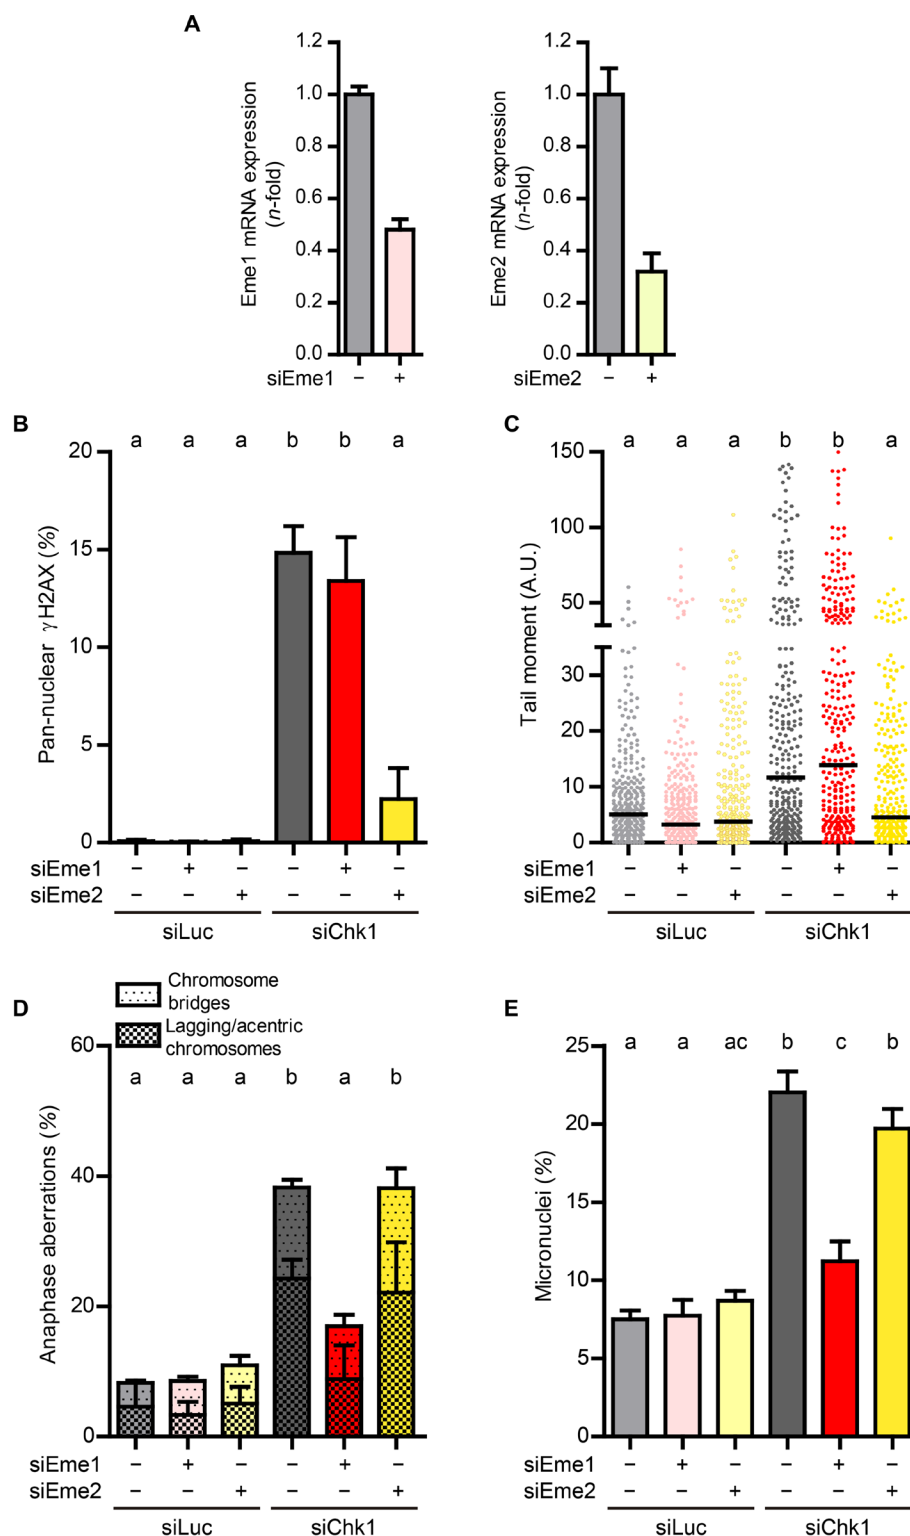 A
Eme1 mRNA expression
(n-fold)
1.2
1.0
0.8
0.6
0.4
0.2
0.0
siEme1 − +
Eme2 mRNA expression
(n-fold)
1.2
1.0
0.8
0.6
0.4
0.2
0.0
siEme2 − +
B
a a a b b a
Pan-nuclear γH2AX (%)
20
15
10
5
0
siEme1 − + − − + −
siEme2 − − + − − +
siLuc siChk1
C
a a a b b a
Tail moment (A.U.)
150
100
50
30
20
10
0
− + − − + −
− − + − − +
siLuc siChk1
D
Chromosome
bridges
Lagging/acentric
chromosomes
a a a b a b
Anaphase aberrations (%)
60
40
20
0
siEme1 − + − − + −
siEme2 − − + − − +
siLuc siChk1
E
a a ac b c b
Micronuclei (%)
25
20
15
10
5
0
− + − − + −
− − + − − +
siLuc siChk1